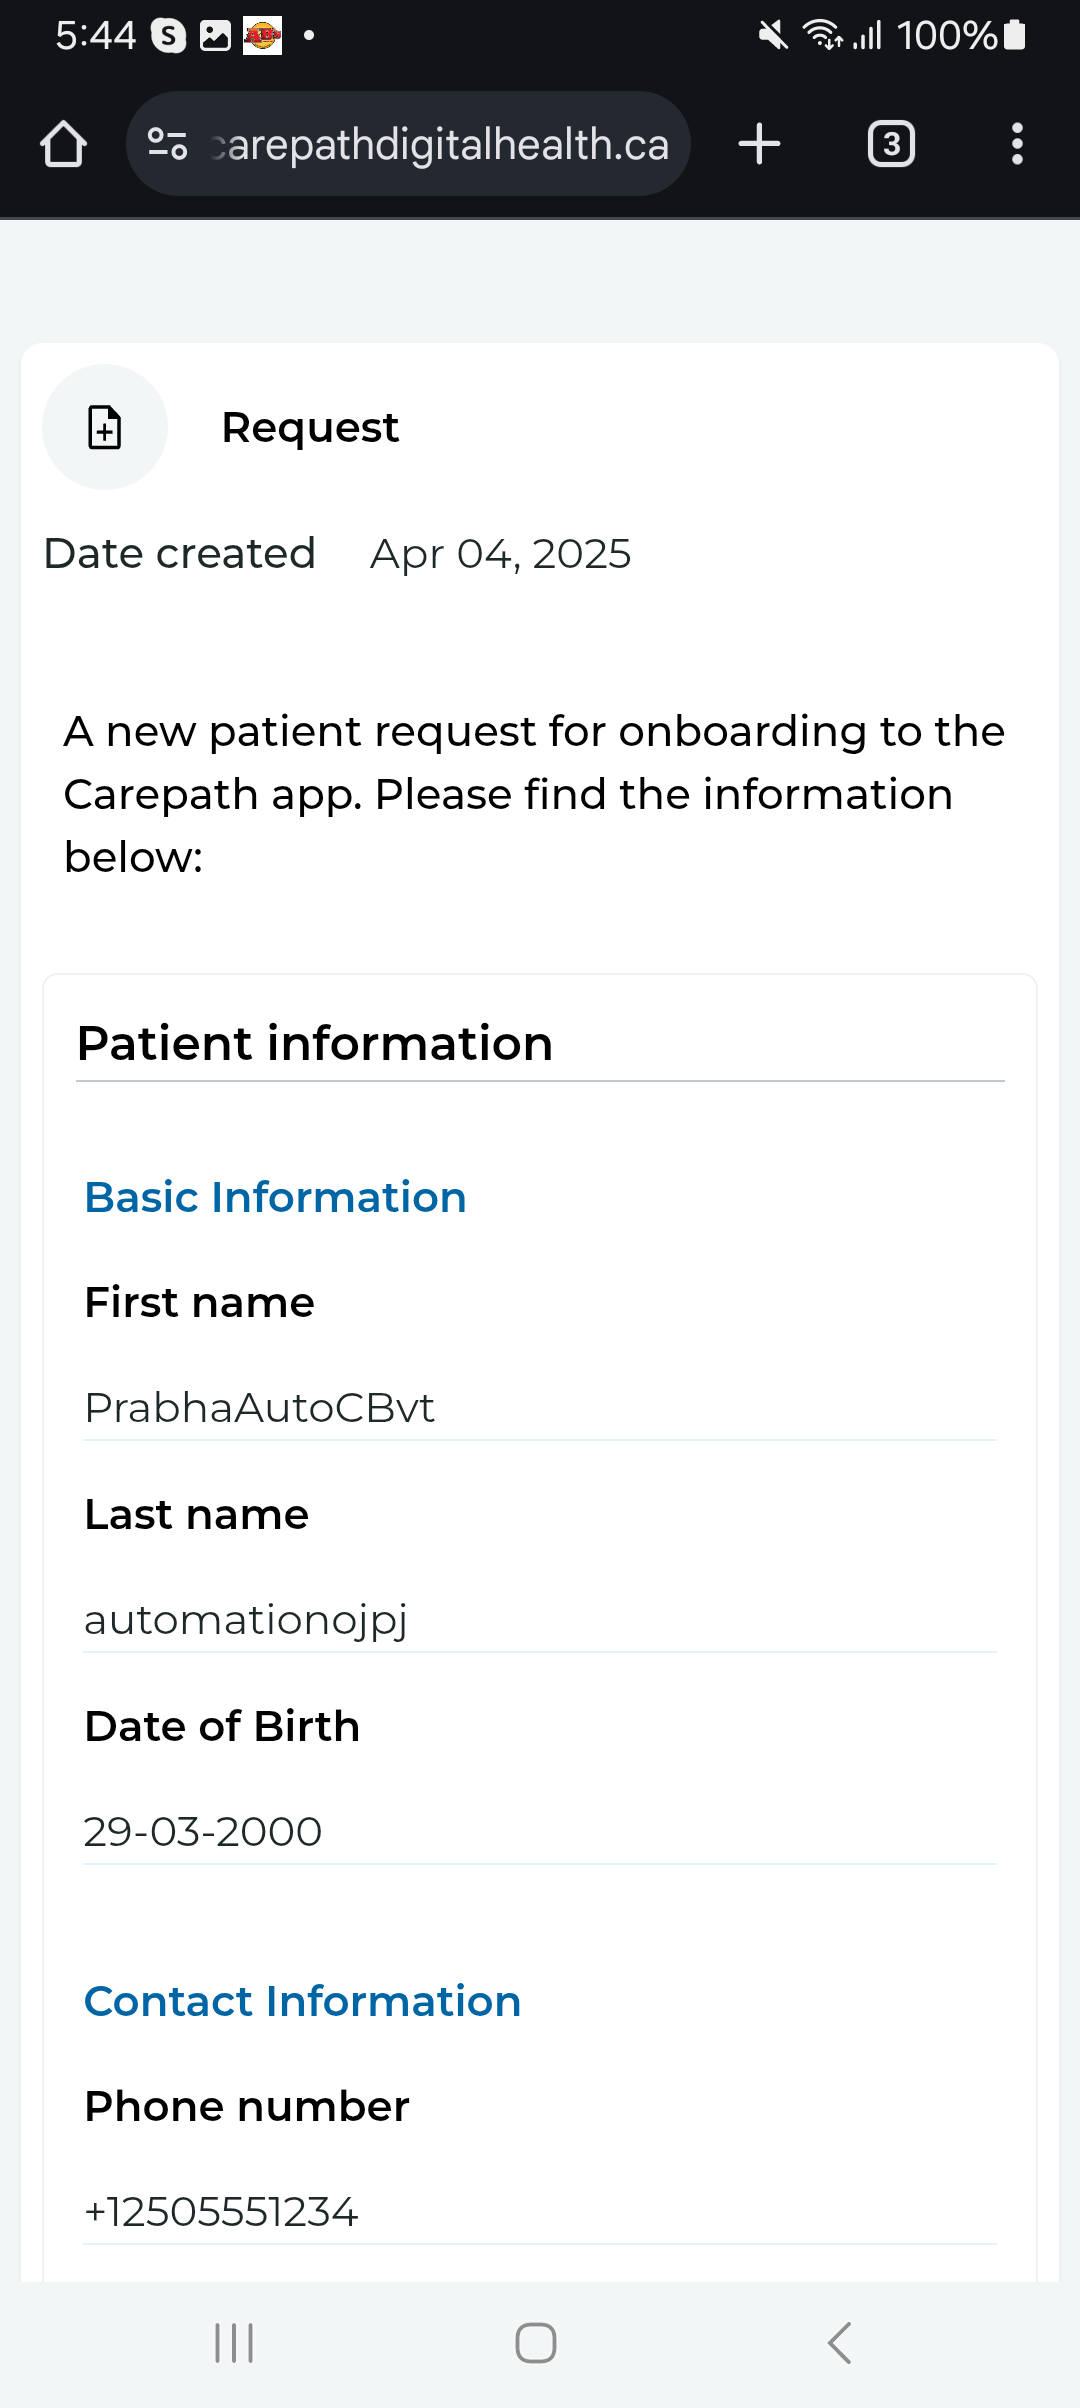 5:44
100%
arepathdigitalhealth.ca
3
Request
Date created Apr 04, 2025
A new patient request for onboarding to the
Carepath app. Please find the information
below:
Patient information
Basic Information
First name
PrabhaAutoCBvt
Last name
automationojpj
Date of Birth
29-03-2000
Contact Information
Phone number
+12505551234